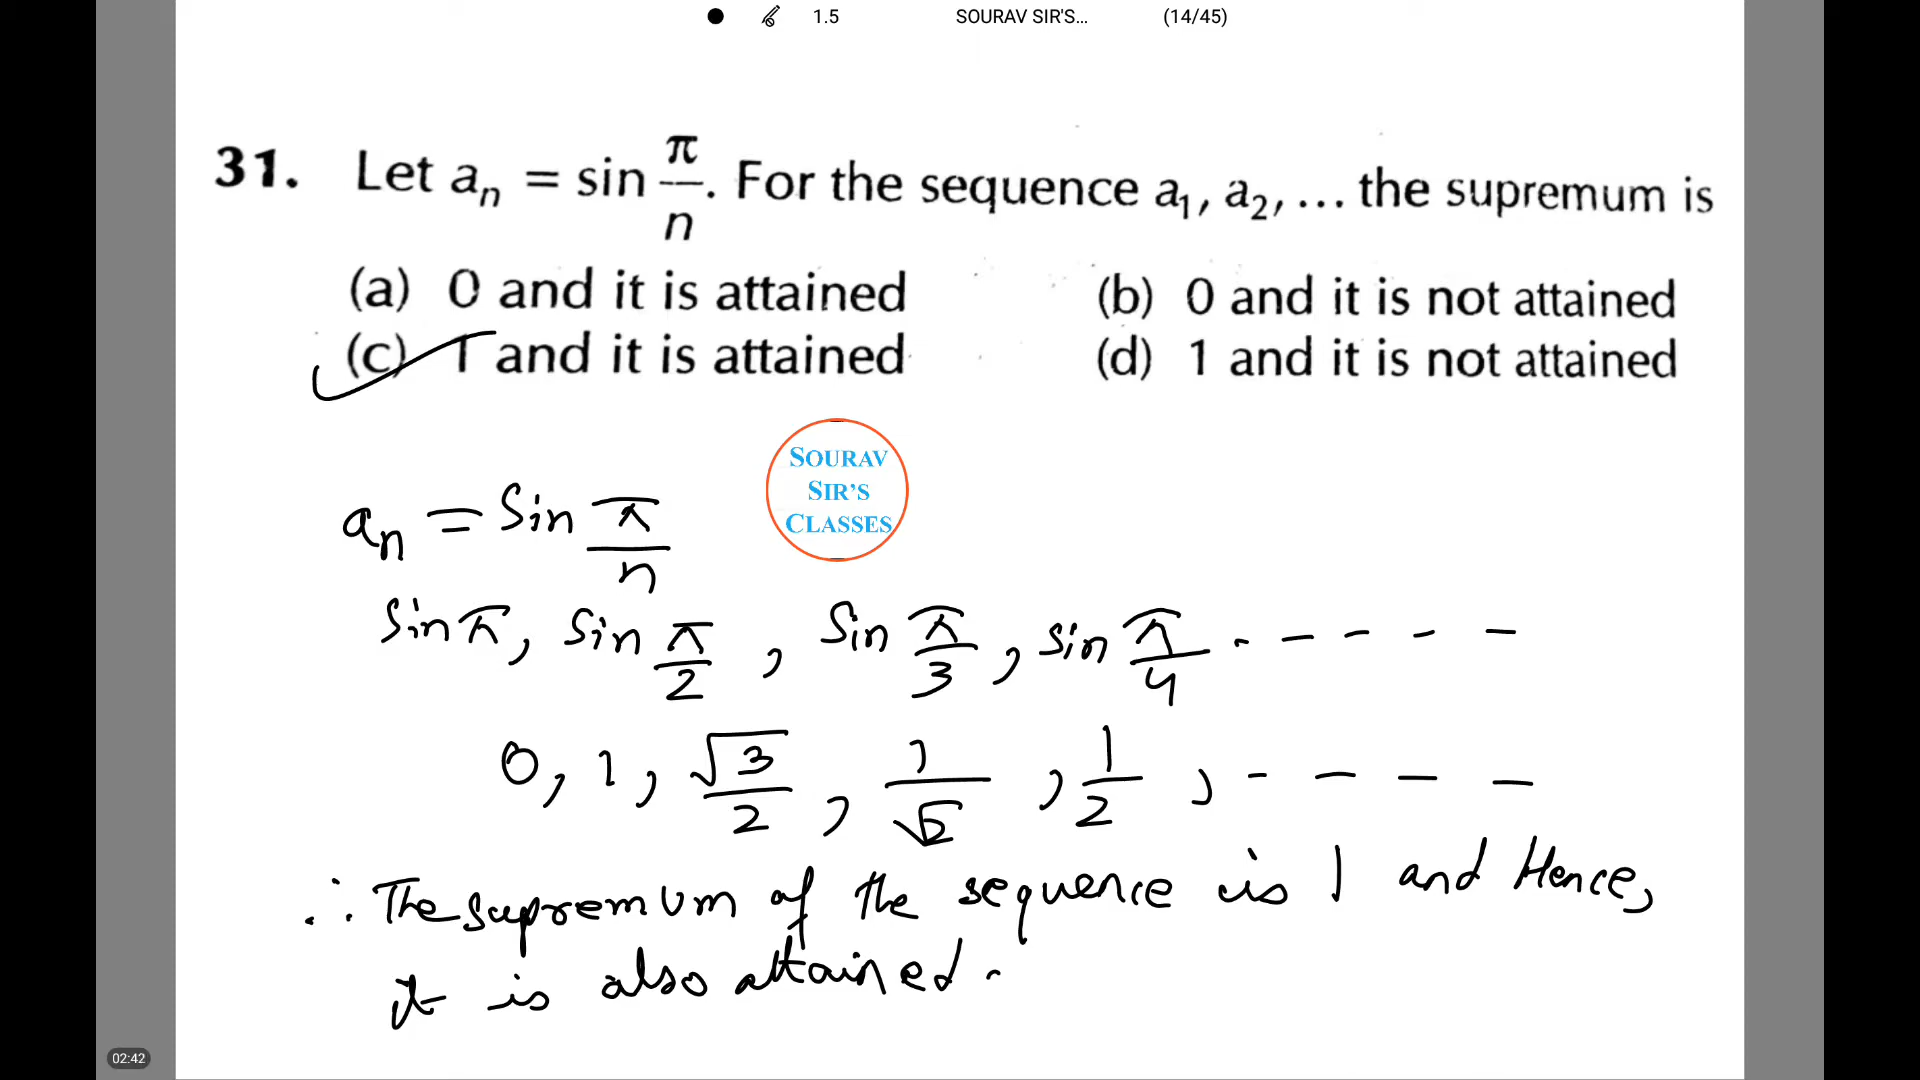 1.5 SOURAV SIR'S... (14/45)
31. Let aₙ = sin π/n. For the sequence a₁, a₂, ... the supremum is
(a) 0 and it is attained (b) 0 and it is not attained
(c) 1 and it is attained (d) 1 and it is not attained
SOURAV
SIR'S
CLASSES
aₙ = Sin π/n
Sin π, Sin π/2, Sin π/3, Sin π/4 - - - - -
0, 1, √3/2, 1/√2, 1/2, - - - -
∴ The supremum of the sequence is 1 and Hence,
it is also attained.
02:42